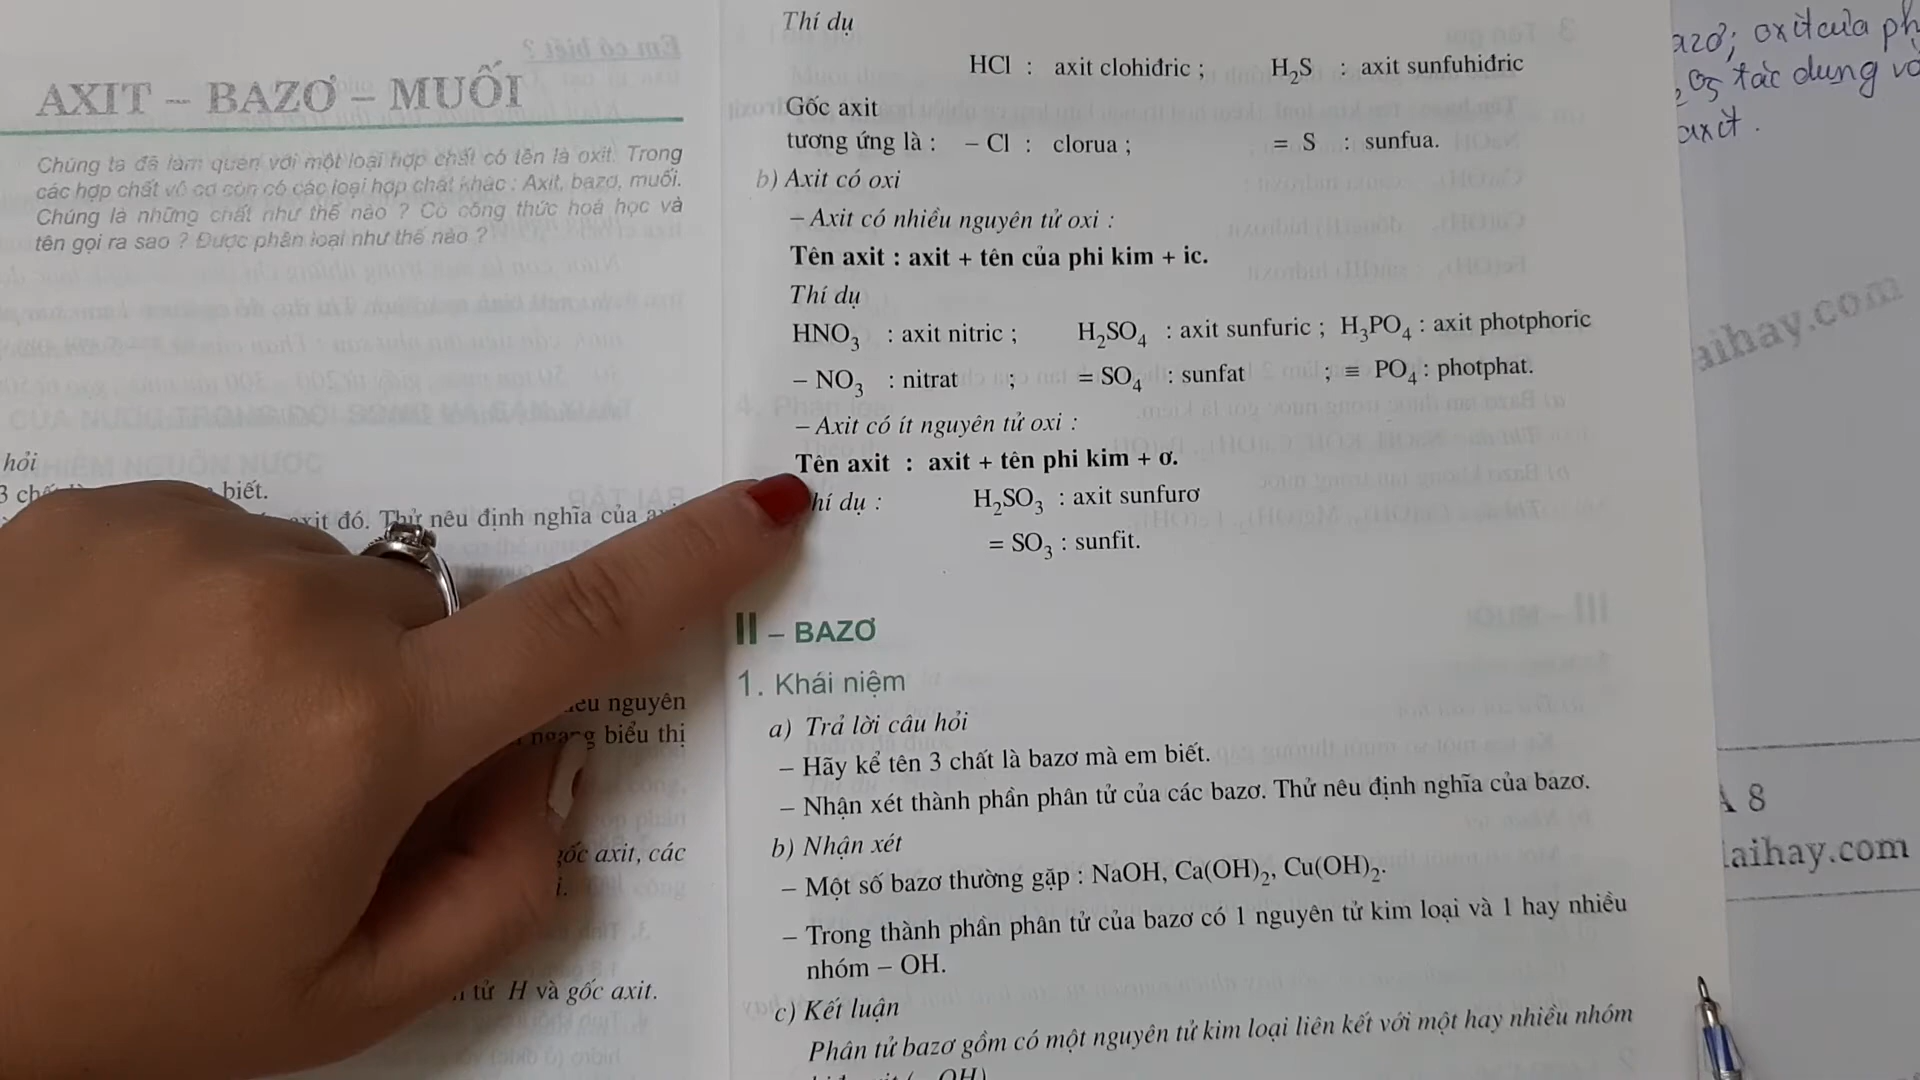 AXIT – BAZƠ – MUỐI
Chúng ta đã làm quen với một loại hợp chất có tên là oxit. Trong
các hợp chất vô cơ còn có các loại hợp chất khác : Axit, bazơ, muối.
Chúng là những chất như thế nào ? Có công thức hoá học và
tên gọi ra sao ? Được phân loại như thế nào ?
hỏi
biết.
axit đó. Thử nêu định nghĩa của
nguyên
ngang biểu thị
gốc axit, các
tử H và gốc axit.
Thí dụ
HCl : axit clohiđric ; H₂S : axit sunfuhiđric
Gốc axit
tương ứng là : – Cl : clorua ; = S : sunfua.
b) Axit có oxi
– Axit có nhiều nguyên tử oxi :
Tên axit : axit + tên của phi kim + ic.
Thí dụ
HNO₃ : axit nitric ; H₂SO₄ : axit sunfuric ; H₃PO₄ : axit photphoric
– NO₃ : nitrat ; = SO₄ : sunfat ; ≡ PO₄ : photphat.
– Axit có ít nguyên tử oxi :
Tên axit : axit + tên phi kim + ơ.
hí dụ : H₂SO₃ : axit sunfurơ
= SO₃ : sunfit.
II – BAZƠ
1. Khái niệm
a) Trả lời câu hỏi
– Hãy kể tên 3 chất là bazơ mà em biết.
– Nhận xét thành phần phân tử của các bazơ. Thử nêu định nghĩa của bazơ.
b) Nhận xét
– Một số bazơ thường gặp : NaOH, Ca(OH)₂, Cu(OH)₂.
– Trong thành phần phân tử của bazơ có 1 nguyên tử kim loại và 1 hay nhiều
nhóm – OH.
c) Kết luận
Phân tử bazơ gồm có một nguyên tử kim loại liên kết với một hay nhiều nhóm
azơ; oxit của ph
tác dụng
axit.
aihay.com
A 8
laihay.com